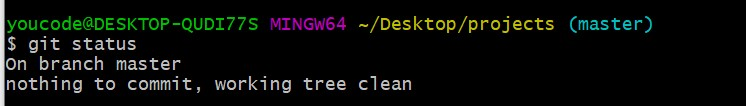 youcode@DESKTOP-QUDI77S MINGW64 ~/Desktop/projects (master)
$ git status
On branch master
nothing to commit, working tree clean